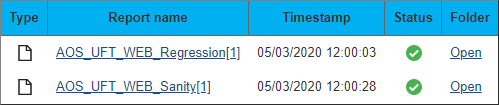 Type Report name Timestamp Status Folder
AOS_UFT_WEB_Regression[1] 05/03/2020 12:00:03 Open
AOS_UFT_WEB_Sanity[1] 05/03/2020 12:00:28 Open